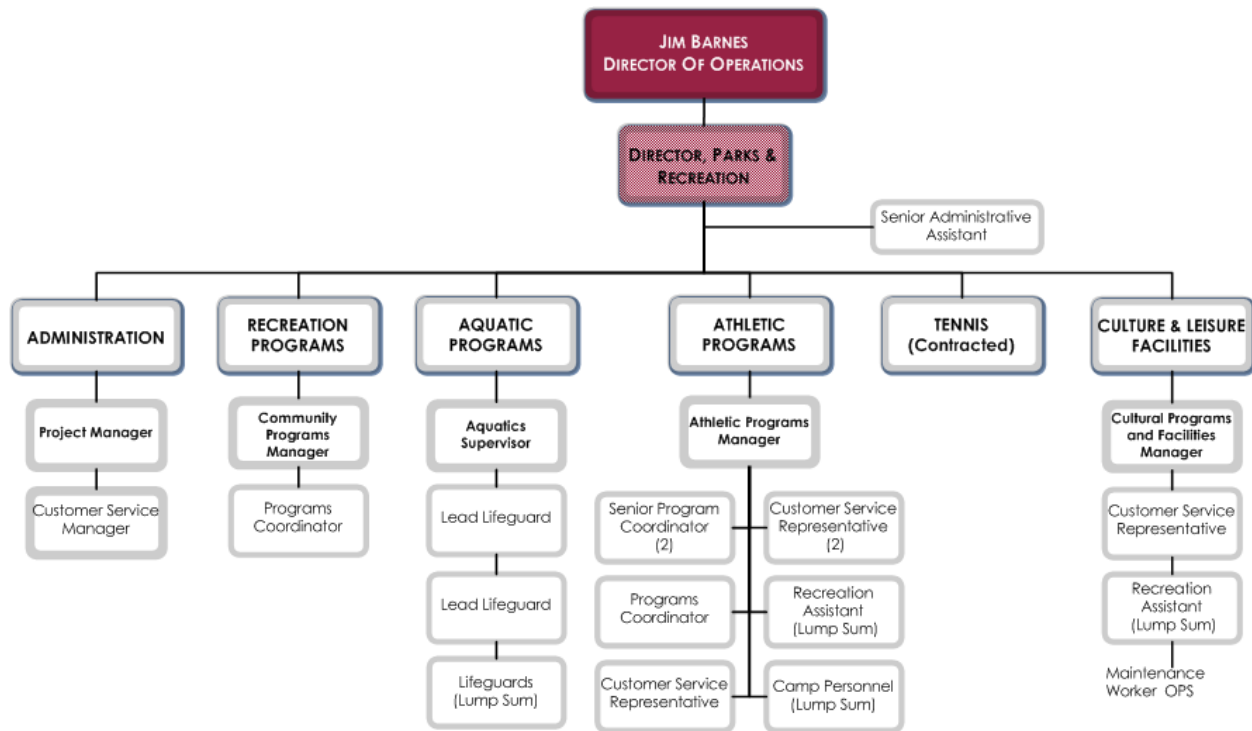 JIM BARNES
DIRECTOR OF OPERATIONS
DIRECTOR, PARKS &
RECREATION
Senior Administrative
Assistant
ADMINISTRATION
RECREATION
PROGRAMS
AQUATIC
PROGRAMS
ATHLETIC
PROGRAMS
TENNIS
(Contracted)
CULTURE & LEISURE
FACILITIES
Project Manager
Community
Programs
Manager
Aquatics
Supervisor
Athletic Programs
Manager
Cultural Programs
and Facilities
Manager
Customer Service
Manager
Programs
Coordinator
Lead Lifeguard
Senior Program
Coordinator
(2)
Customer Service
Representative
(2)
Customer Service
Representative
Lead Lifeguard
Programs
Coordinator
Recreation
Assistant
(Lump Sum)
Recreation
Assistant
(Lump Sum)
Lifeguards
(Lump Sum)
Customer Service
Representative
Camp Personnel
(Lump Sum)
Maintenance
Worker OPS